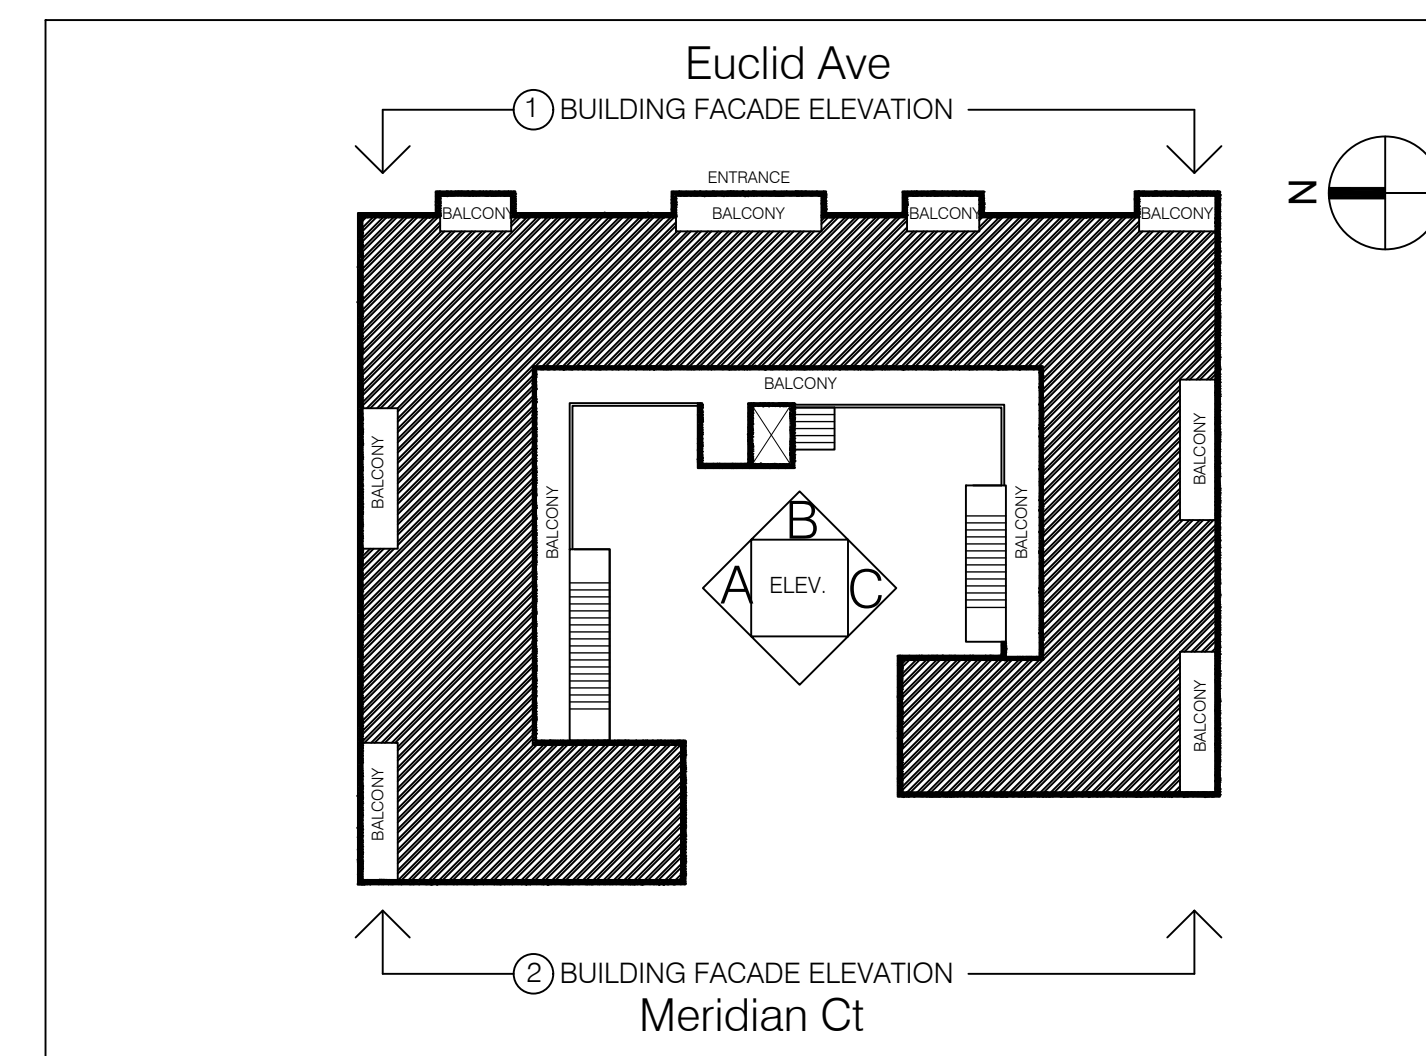 Euclid Ave
1 BUILDING FACADE ELEVATION
ENTRANCE
N
BALCONY
BALCONY
BALCONY
BALCONY
BALCONY
BALCONY
BALCONY
BALCONY
BALCONY
B
A
ELEV.
C
BALCONY
BALCONY
2 BUILDING FACADE ELEVATION
Meridian Ct